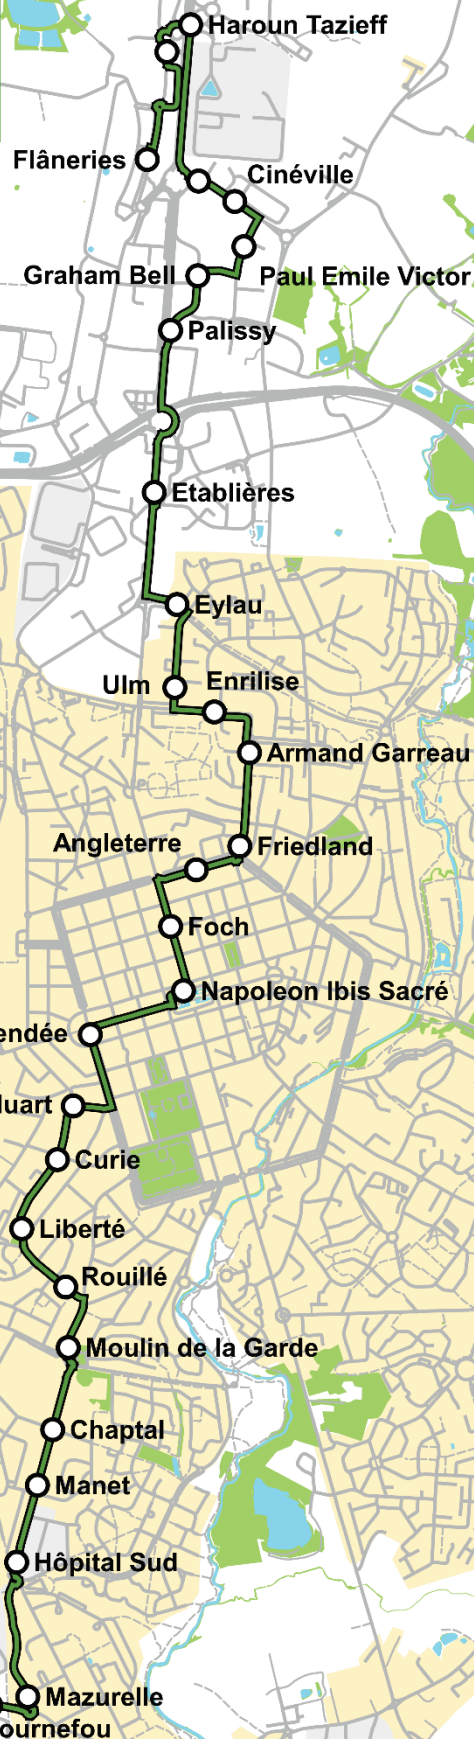 Haroun Tazieff
Flâneries
Cinéville
Graham Bell
Paul Emile Victor
Palissy
Etablières
Eylau
Ulm
Enrilise
Armand Garreau
Angleterre
Friedland
Foch
Napoleon Ibis Sacré
endée
luart
Curie
Liberté
Rouillé
Moulin de la Garde
Chaptal
Manet
Hôpital Sud
Mazurelle
ournefou